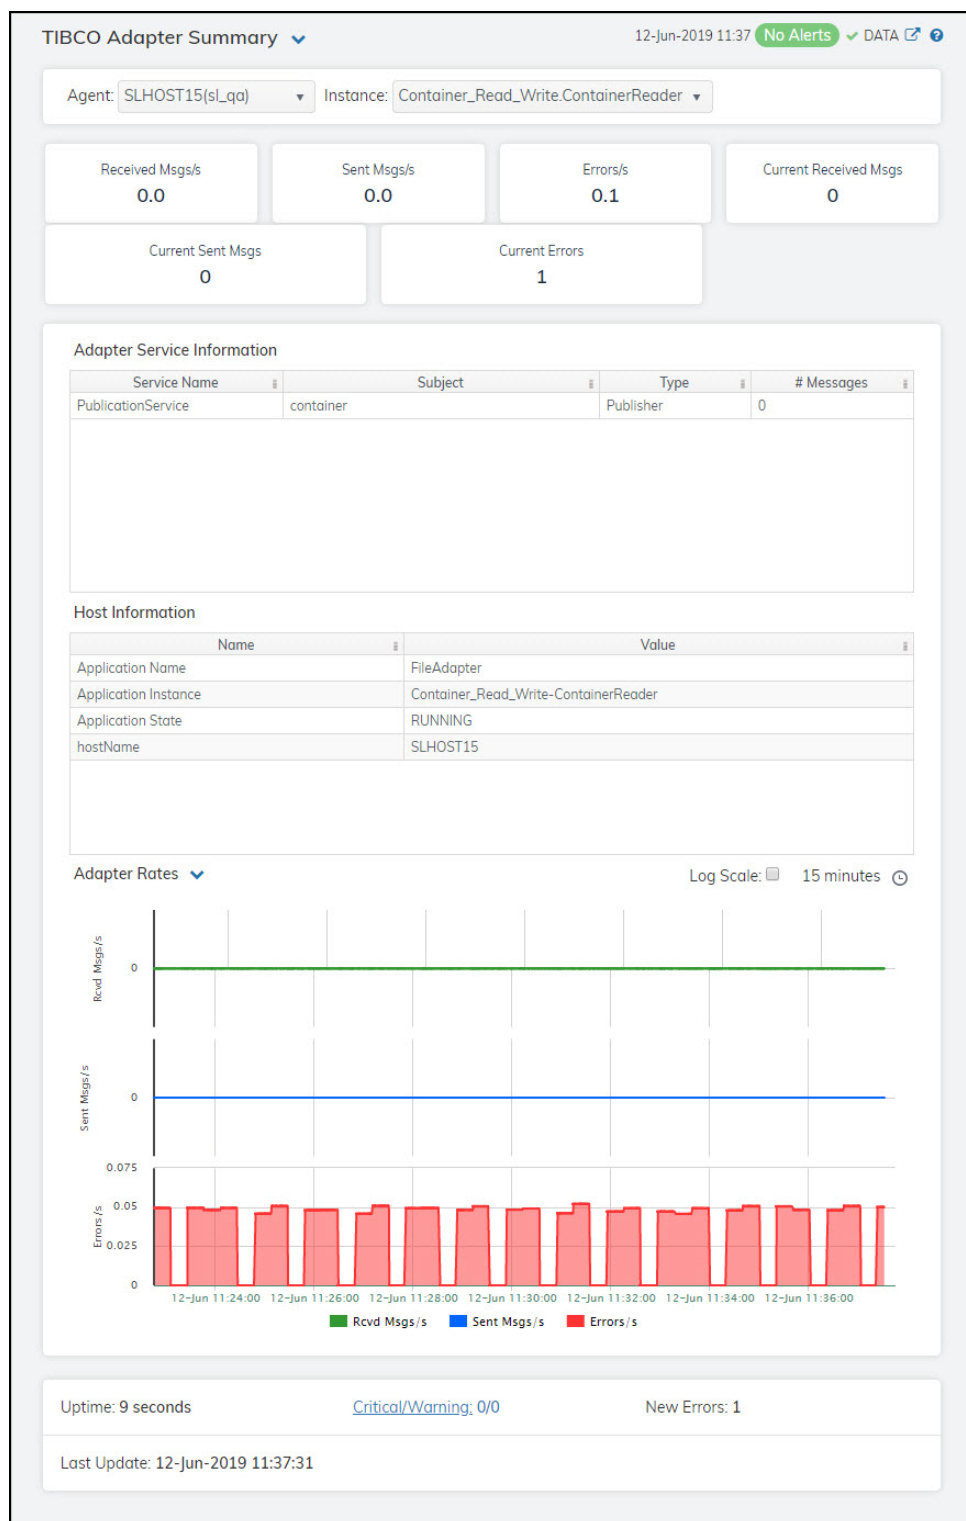 TIBCO Adapter Summary
12-Jun-2019 11:37 No Alerts DATA
Agent: SLHOST15(sl_qa) Instance: Container_Read_Write.ContainerReader
Received Msgs/s Sent Msgs/s Errors/s Current Received Msgs
0.0 0.0 0.1 0
Current Sent Msgs Current Errors
0 1
Adapter Service Information
Service Name Subject Type # Messages
PublicationService container Publisher 0
Host Information
Name Value
Application Name FileAdapter
Application Instance Container_Read_Write-ContainerReader
Application State RUNNING
hostName SLHOST15
Adapter Rates Log Scale: 15 minutes
Rcvd Msgs/s
0
Sent Msgs/s
0
Errors/s
0.075
0.05
0.025
0
12-Jun 11:24:00 12-Jun 11:26:00 12-Jun 11:28:00 12-Jun 11:30:00 12-Jun 11:32:00 12-Jun 11:34:00 12-Jun 11:36:00
Rcvd Msgs/s Sent Msgs/s Errors/s
Uptime: 9 seconds Critical/Warning: 0/0 New Errors: 1
Last Update: 12-Jun-2019 11:37:31